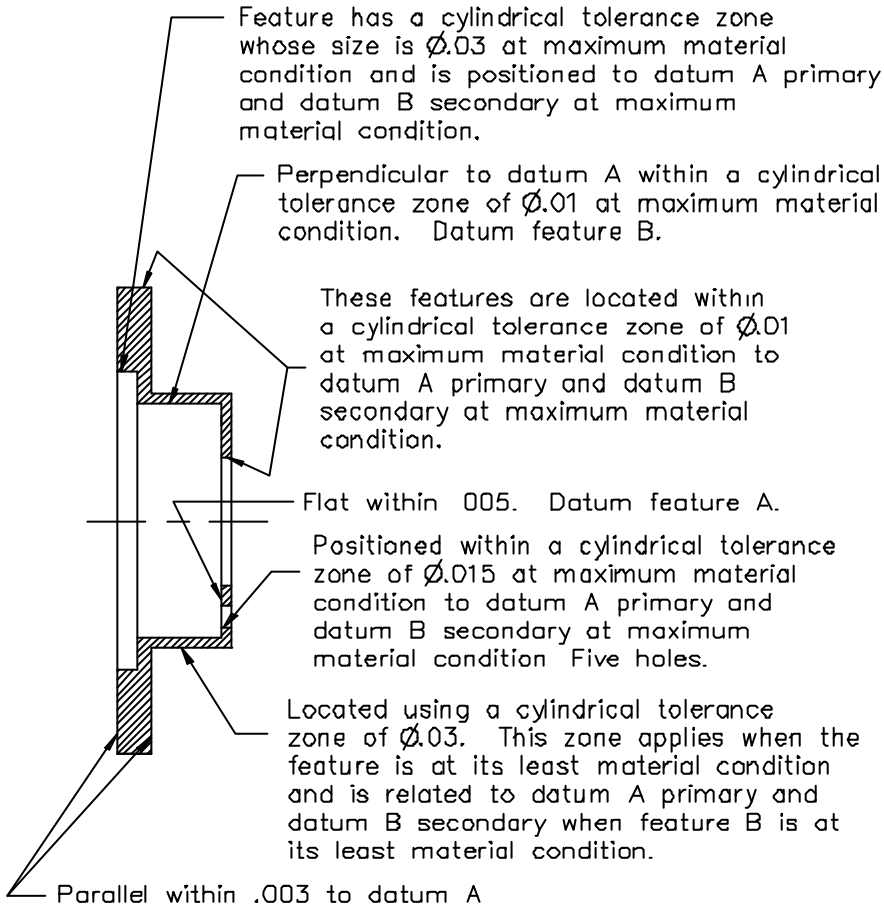 Feature has a cylindrical tolerance zone
whose size is Ø.03 at maximum material
condition and is positioned to datum A primary
and datum B secondary at maximum
material condition.
Perpendicular to datum A within a cylindrical
tolerance zone of Ø.01 at maximum material
condition. Datum feature B.
These features are located within
a cylindrical tolerance zone of Ø.01
at maximum material condition to
datum A primary and datum B
secondary at maximum material
condition.
Flat within 005. Datum feature A.
Positioned within a cylindrical tolerance
zone of Ø.015 at maximum material
condition to datum A primary and
datum B secondary at maximum
material condition Five holes.
Located using a cylindrical tolerance
zone of Ø.03. This zone applies when the
feature is at its least material condition
and is related to datum A primary and
datum B secondary when feature B is at
its least material condition.
Parallel within .003 to datum A